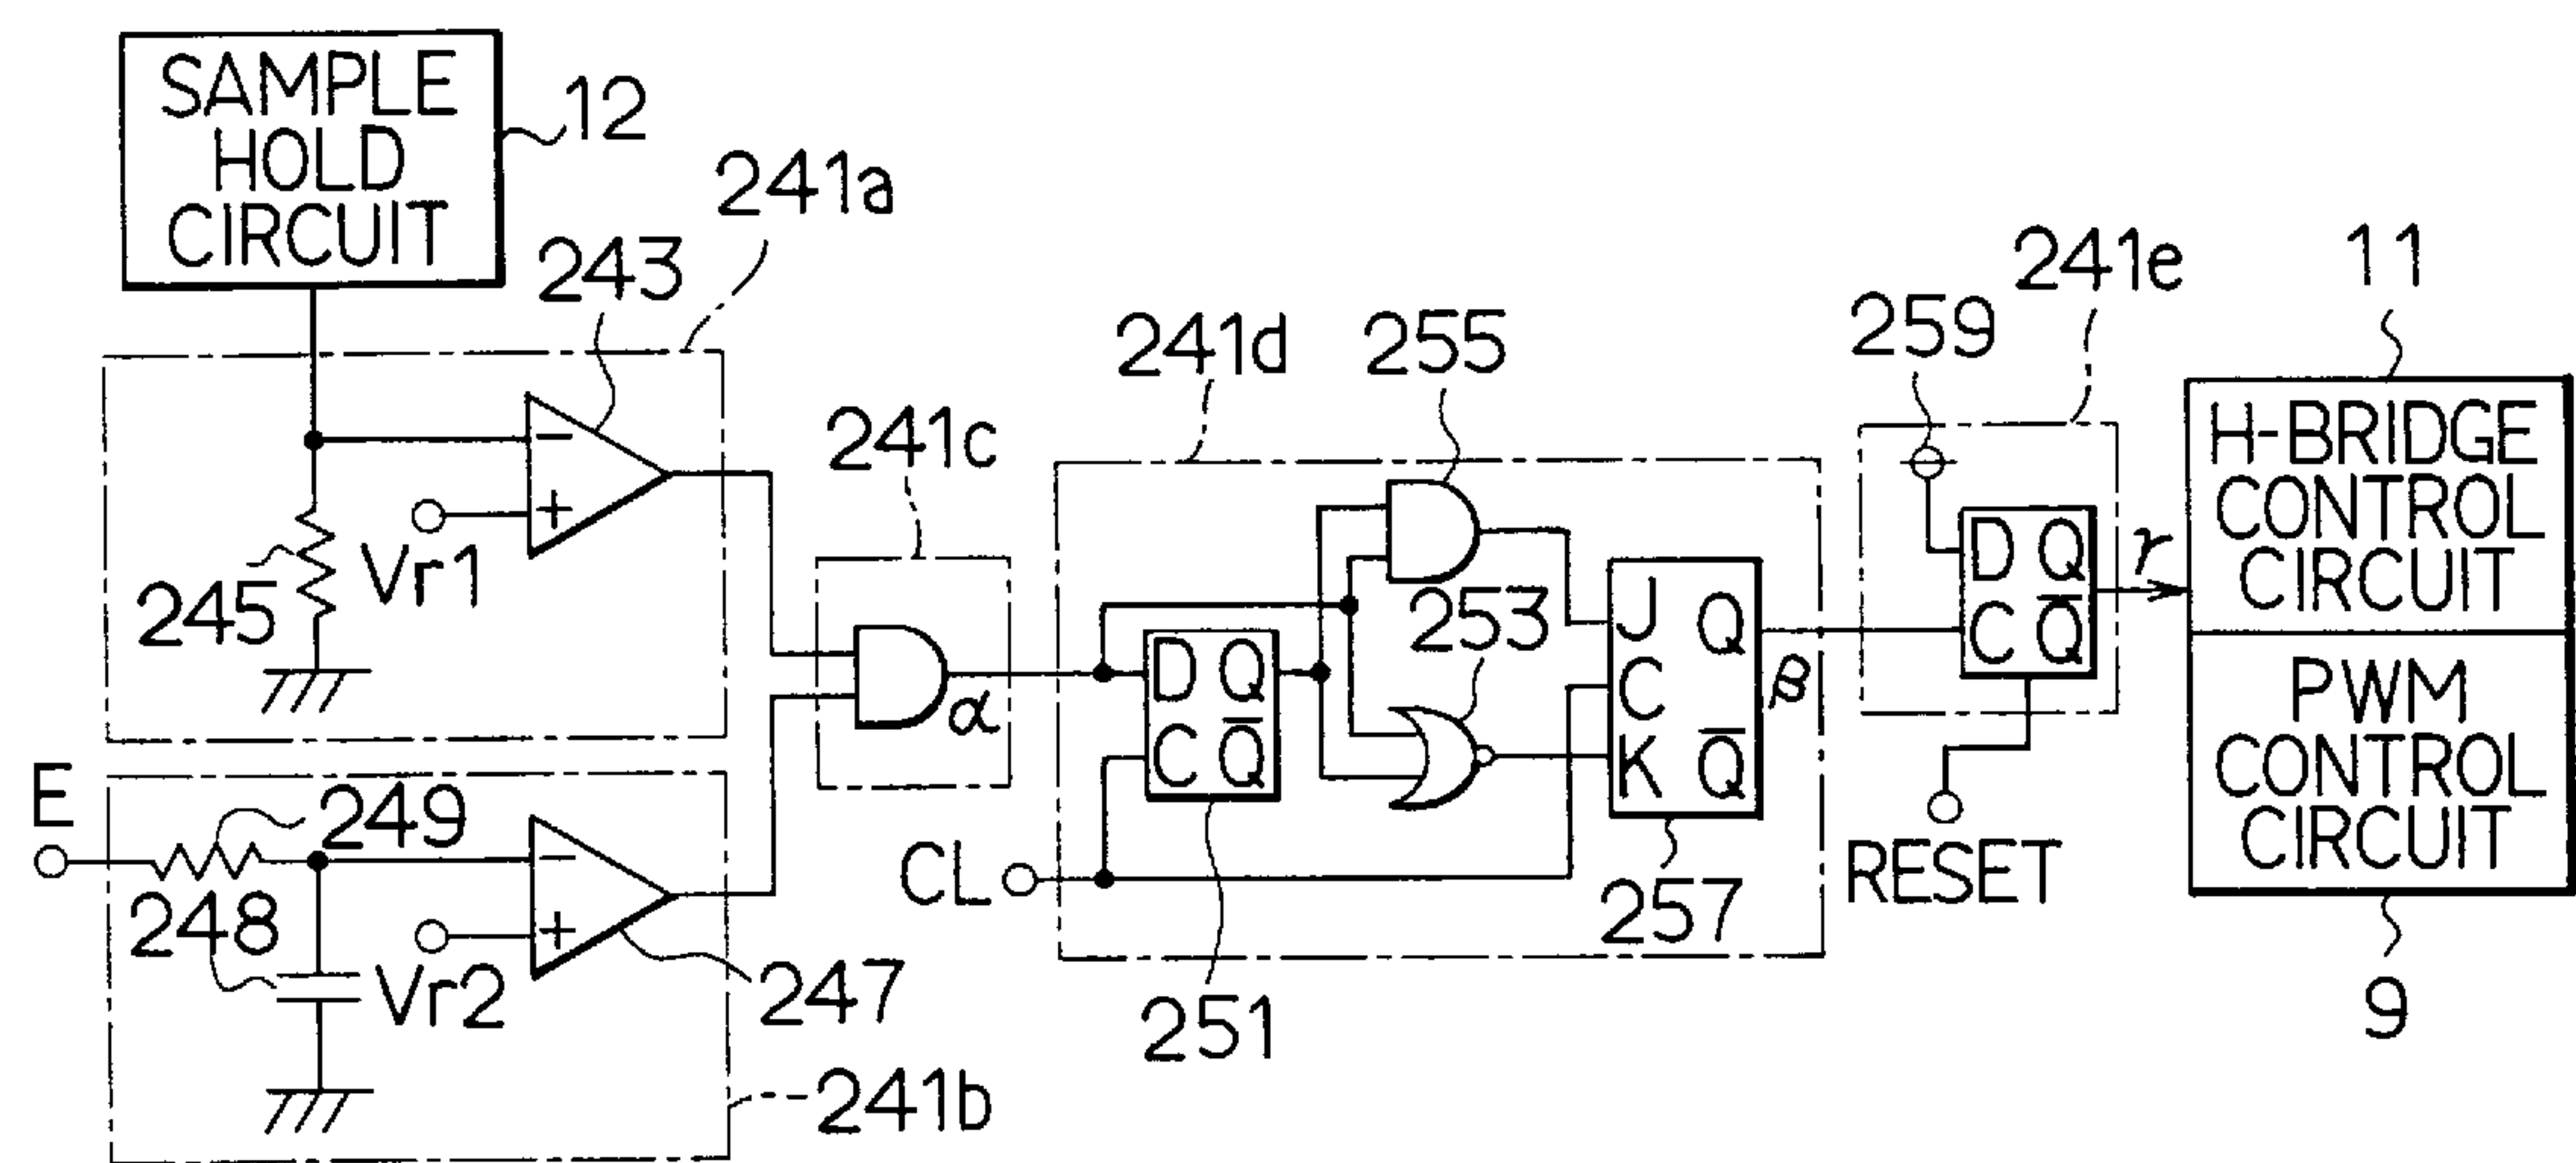 SAMPLE
HOLD
CIRCUIT
12
241a
243
245
Vr1
241c
α
E
249
248
Vr2
247
241b
241d
255
253
D Q
C Q̅
251
CL
J Q
C
K Q̅
257
β
259
241e
D Q
C Q̅
RESET
γ
11
H-BRIDGE
CONTROL
CIRCUIT
PWM
CONTROL
CIRCUIT
9